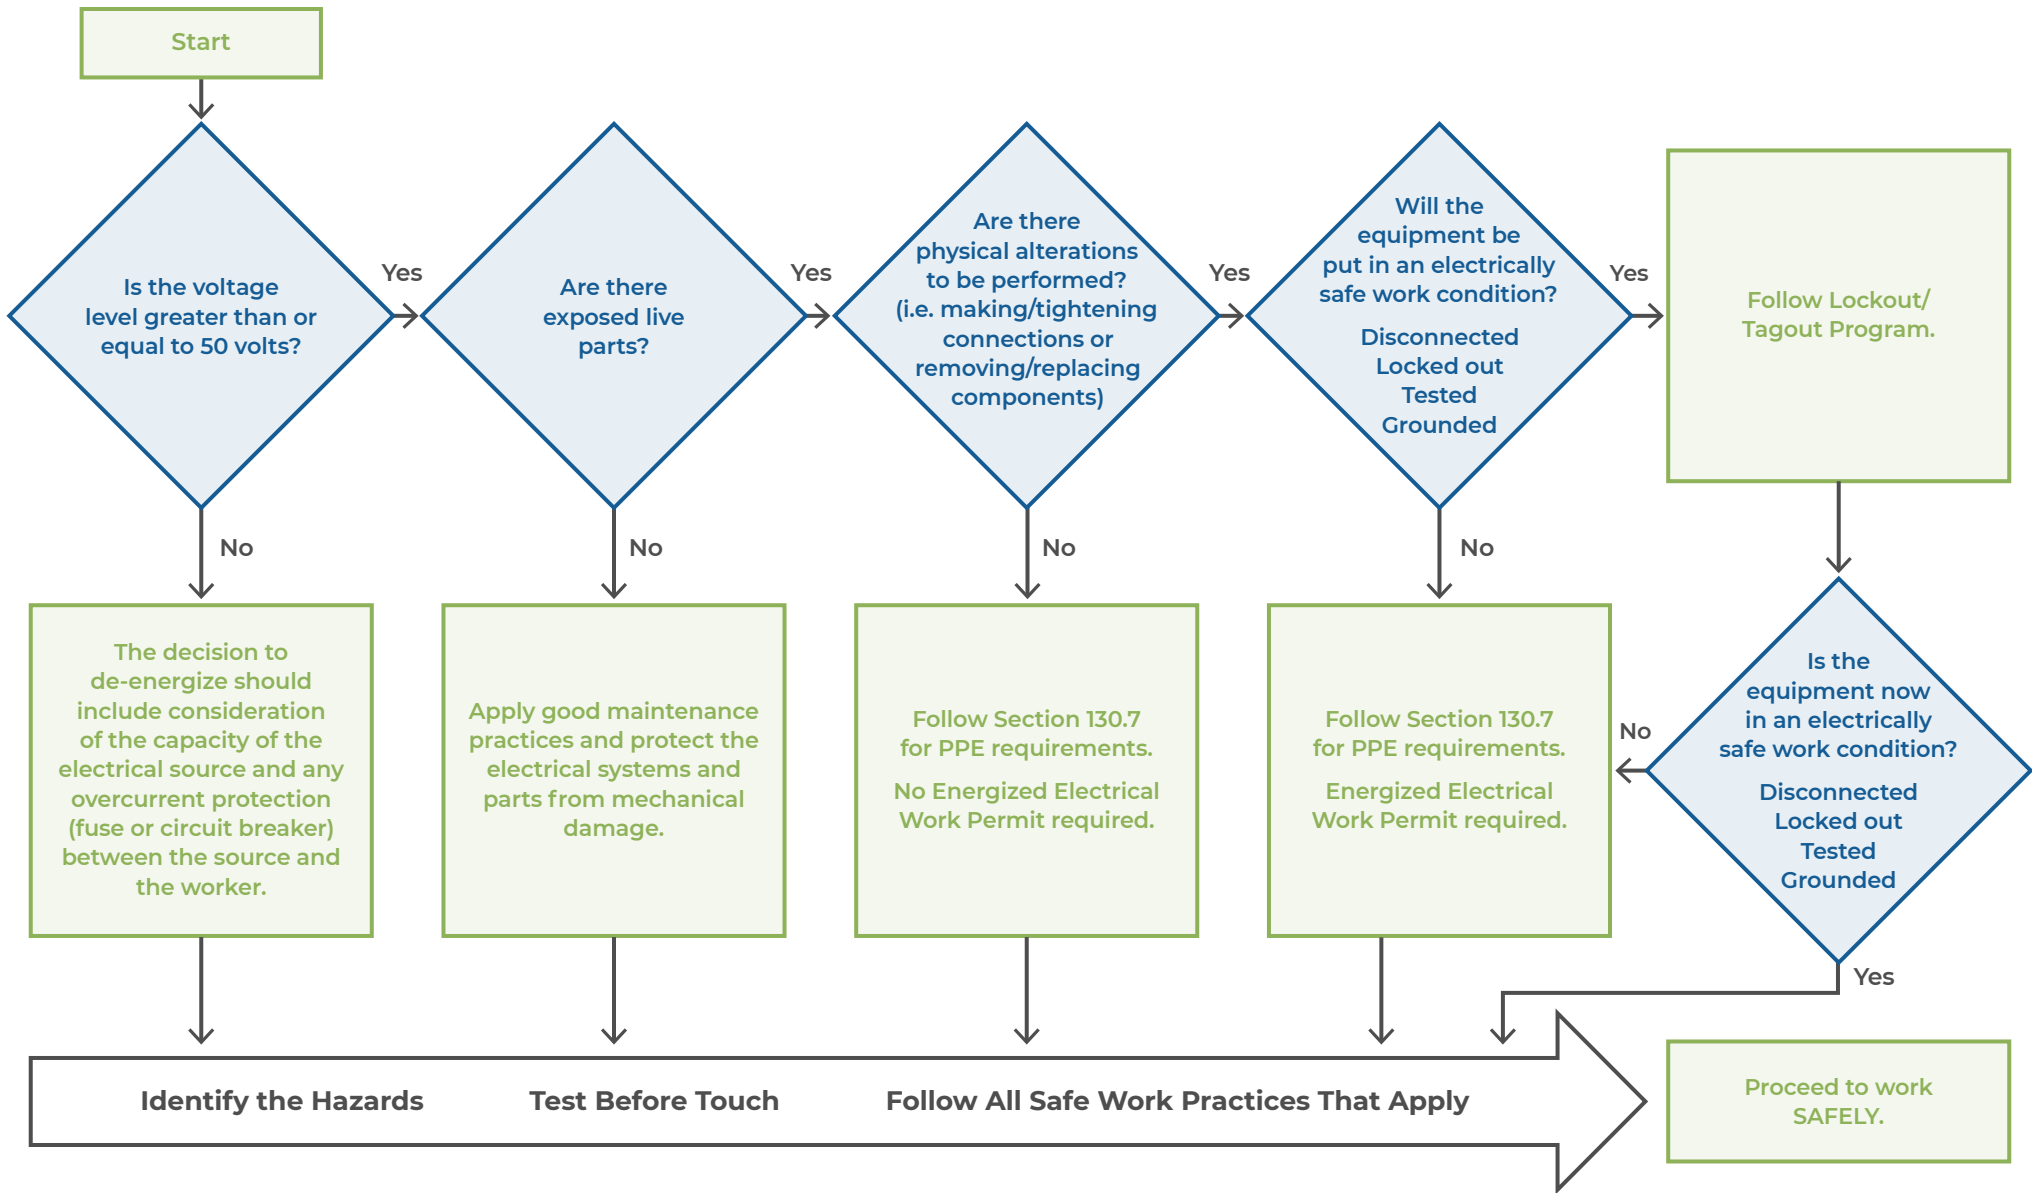 Start
Is the voltage
level greater than or
equal to 50 volts?
Yes
Are there
exposed live
parts?
Yes
Are there
physical alterations
to be performed?
(i.e. making/tightening
connections or
removing/replacing
components)
Yes
Will the
equipment be
put in an electrically
safe work condition?
Disconnected
Locked out
Tested
Grounded
Yes
Follow Lockout/
Tagout Program.
No
No
No
No
The decision to
de-energize should
include consideration
of the capacity of the
electrical source and any
overcurrent protection
(fuse or circuit breaker)
between the source and
the worker.
Apply good maintenance
practices and protect the
electrical systems and
parts from mechanical
damage.
Follow Section 130.7
for PPE requirements.
No Energized Electrical
Work Permit required.
Follow Section 130.7
for PPE requirements.
Energized Electrical
Work Permit required.
No
Is the
equipment now
in an electrically
safe work condition?
Disconnected
Locked out
Tested
Grounded
Yes
Identify the Hazards
Test Before Touch
Follow All Safe Work Practices That Apply
Proceed to work
SAFELY.